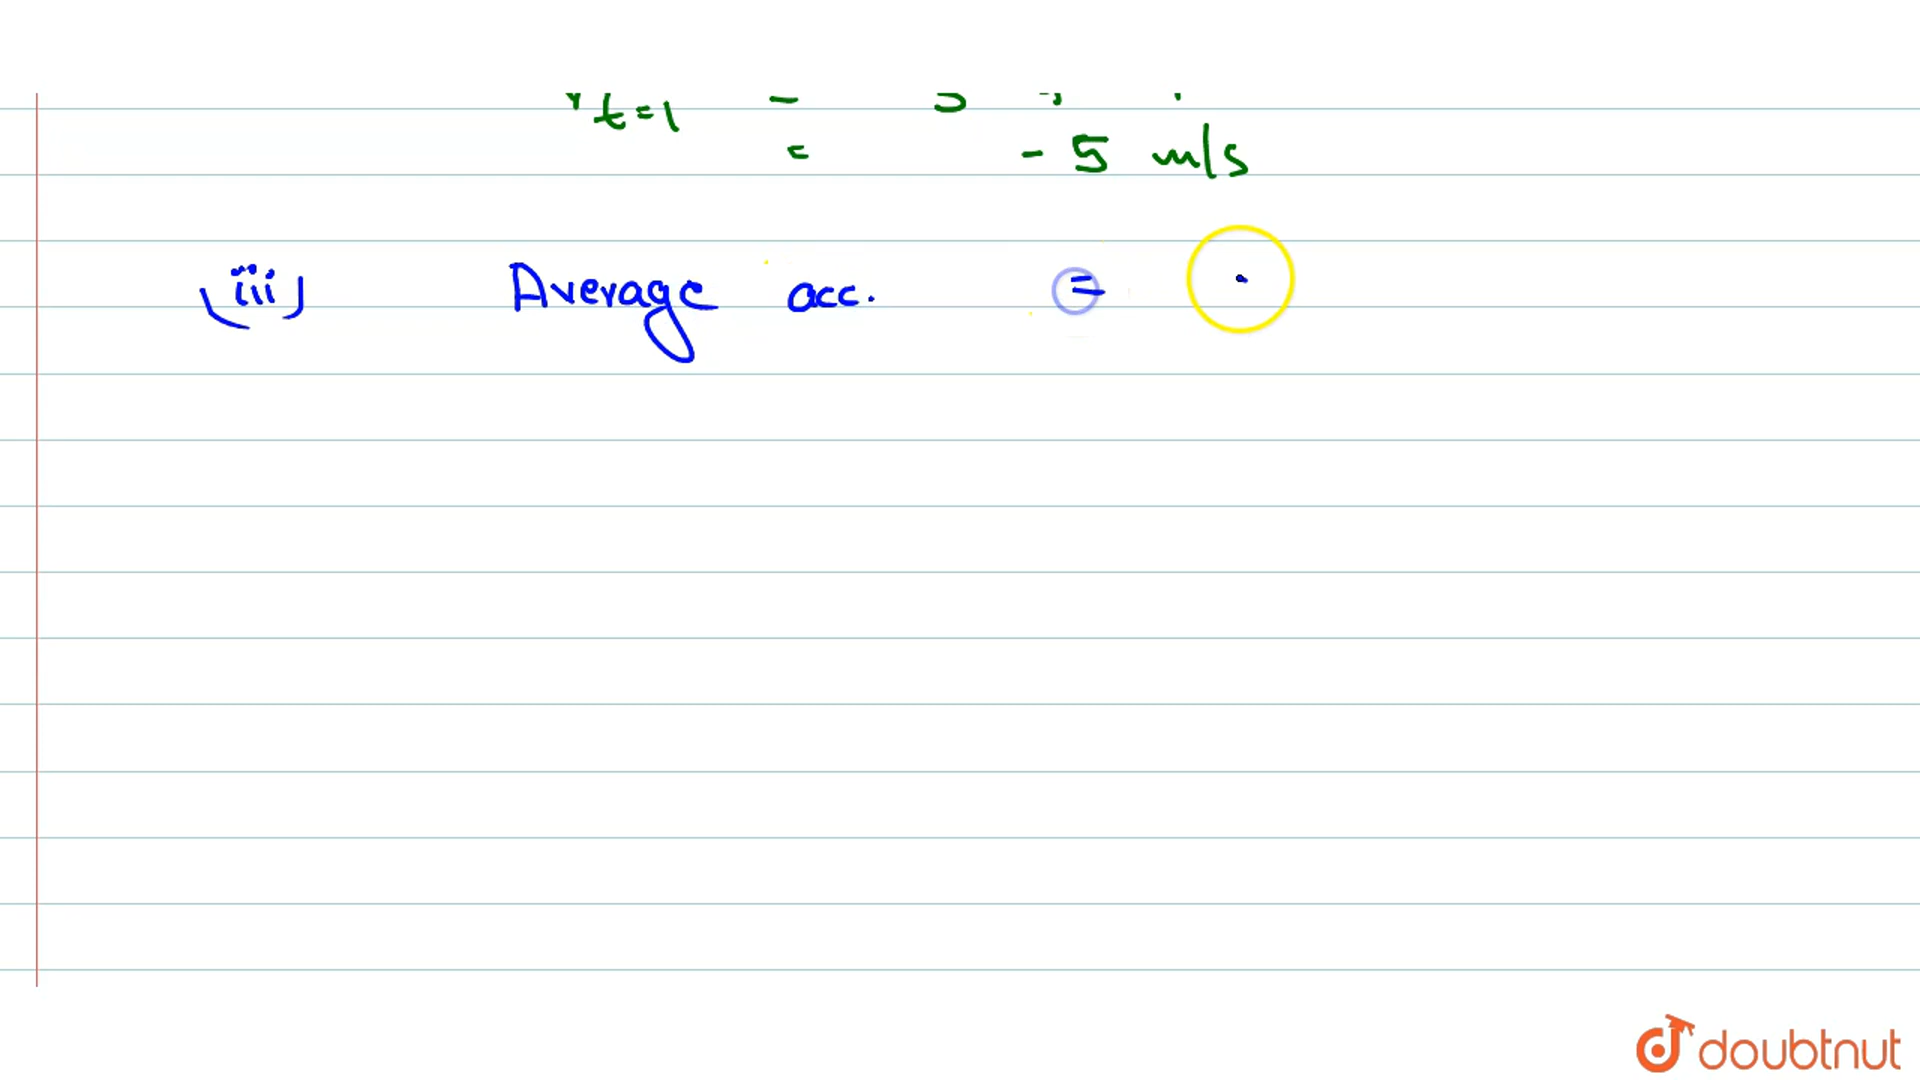 t=1
= -5 m/s
(iii) Average acc. =
doubtnut